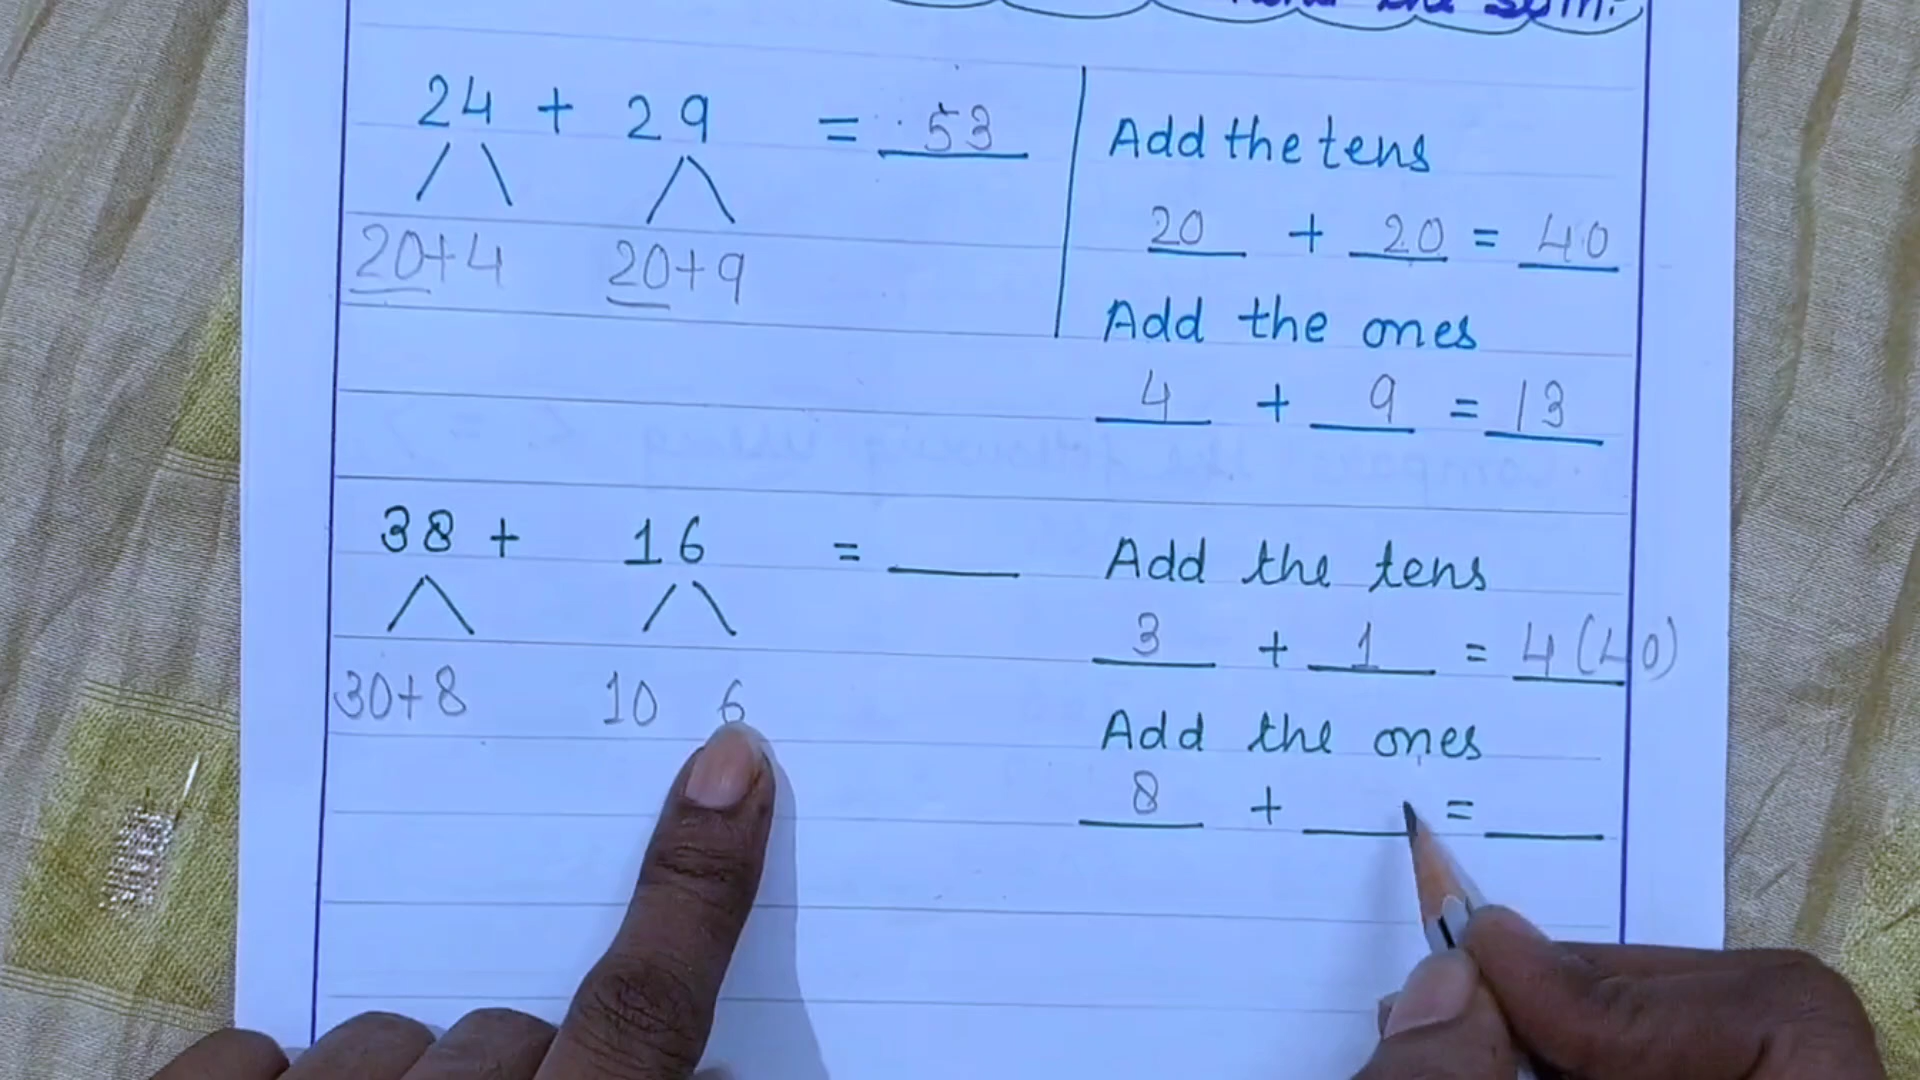 the sum.
24 + 29 = 53
20+4 20+9
Add the tens
20 + 20 = 40
Add the ones
4 + 9 = 13
38 + 16 = ___
30+8 10 6
Add the tens
3 + 1 = 4 (40)
Add the ones
8 + ___ = ___